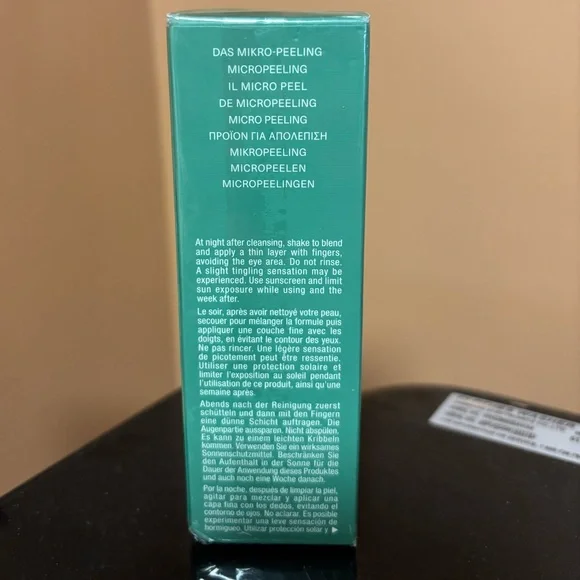 DAS MIKRO-PEELING
MICROPEELING
IL MICRO PEEL
DE MICROPEELING
MICRO PEELING
ΠΡΟΪΟΝ ΓΙΑ ΑΠΟΛΕΠΙΣΗ
MIKROPEELING
MICROPEELEN
MICROPEELINGEN
At night after cleansing, shake to blend
and apply a thin layer with fingers,
avoiding the eye area. Do not rinse.
A slight tingling sensation may be
experienced. Use sunscreen and limit
sun exposure while using and the
week after.
Le soir, après avoir nettoyé votre peau,
secouer pour mélanger la formule puis
appliquer une couche fine avec les
doigts, en évitant le contour des yeux.
Ne pas rincer. Une légère sensation
de picotement peut être ressentie.
Utiliser une protection solaire et
limiter l'exposition au soleil pendant
l'utilisation de ce produit, ainsi qu'une
semaine après.
Abends nach der Reinigung zuerst
schütteln und dann mit den Fingern
eine dünne Schicht auftragen. Die
Augenpartie aussparen. Nicht abspülen.
Es kann zu einem leichten Kribbeln
kommen. Verwenden Sie ein wirksames
Sonnenschutzmittel. Beschränken Sie
den Aufenthalt in der Sonne für die
Dauer der Anwendung dieses Produktes
und auch noch eine Woche danach.
Por la noche, después de limpiar la piel,
agitar para mezclar y aplicar una
capa fina con los dedos, evitando el
contorno de ojos. No aclarar. Es posible
experimentar una leve sensación de
hormigueo. Utilizar protección solar y